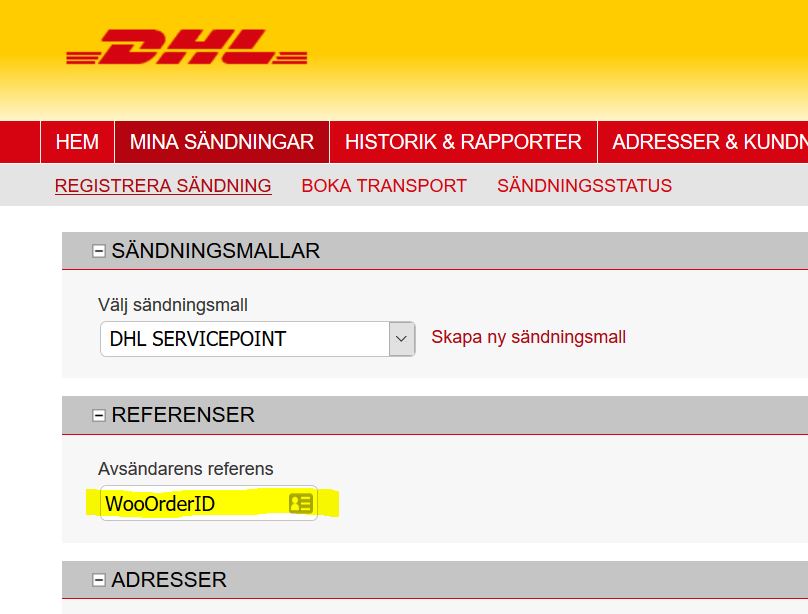 DHL
HEM MINA SÄNDNINGAR HISTORIK & RAPPORTER ADRESSER & KUNDN
REGISTRERA SÄNDNING BOKA TRANSPORT SÄNDNINGSSTATUS
SÄNDNINGSMALLAR
Välj sändningsmall
DHL SERVICEPOINT Skapa ny sändningsmall
REFERENSER
Avsändarens referens
WooOrderID
ADRESSER